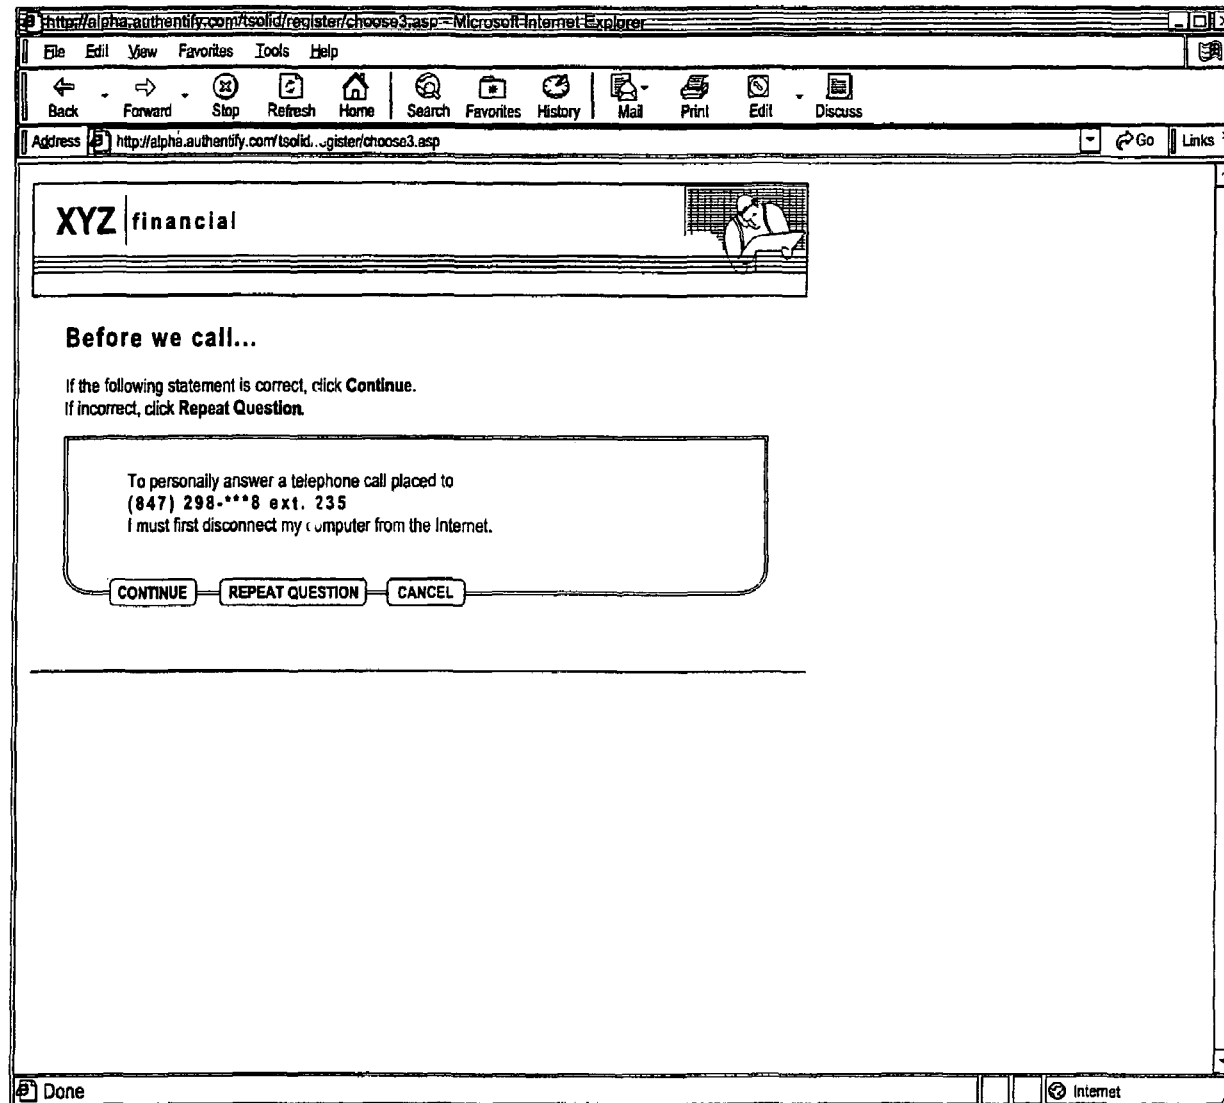 http://alpha.authentify.com/tsolid/register/choose3.asp - Microsoft Internet Explorer
File Edit View Favorites Tools Help
Back Forward Stop Refresh Home Search Favorites History Mail Print Edit Discuss
Address http://alpha.authentify.com/tsolid...gister/choose3.asp Go Links
XYZ financial
Before we call...
If the following statement is correct, click Continue.
If incorrect, click Repeat Question.
To personally answer a telephone call placed to
(847) 298-***8 ext. 235
I must first disconnect my computer from the Internet.
CONTINUE REPEAT QUESTION CANCEL
Done Internet